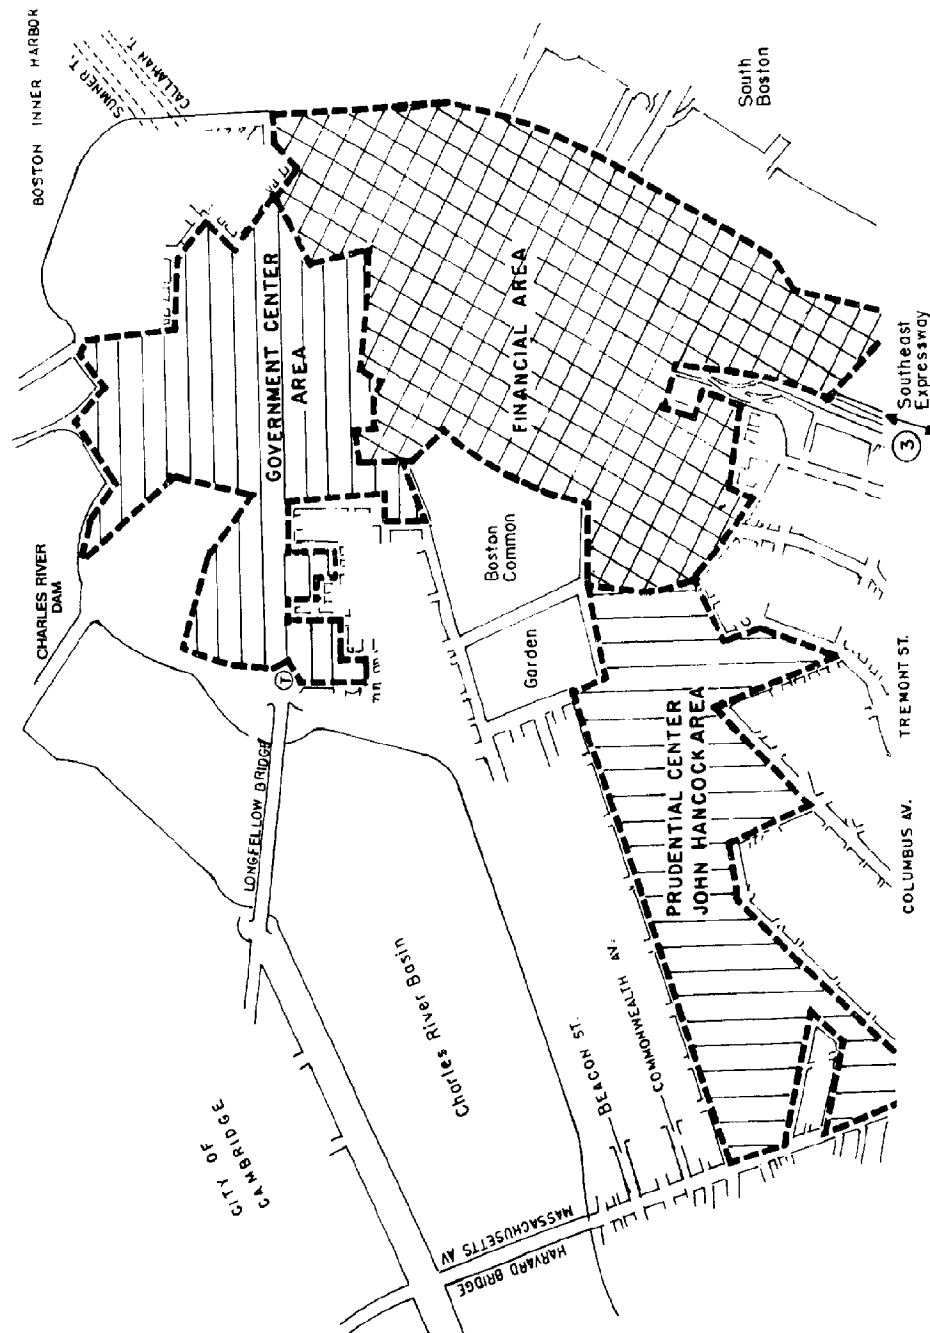 BOSTON INNER HARBOR
SUMNER T.
CALLAHAN T.
South
Boston
GOVERNMENT CENTER
AREA
FINANCIAL AREA
3
Southeast
Expressway
CHARLES RIVER
DAM
Boston
Common
Garden
T
LONGFELLOW BRIDGE
PRUDENTIAL CENTER
JOHN HANCOCK AREA
TREMONT ST.
COLUMBUS AV.
Charles River Basin
BEACON ST.
COMMONWEALTH AV.
CITY OF
CAMBRIDGE
MASSACHUSETTS AV
HARVARD BRIDGE